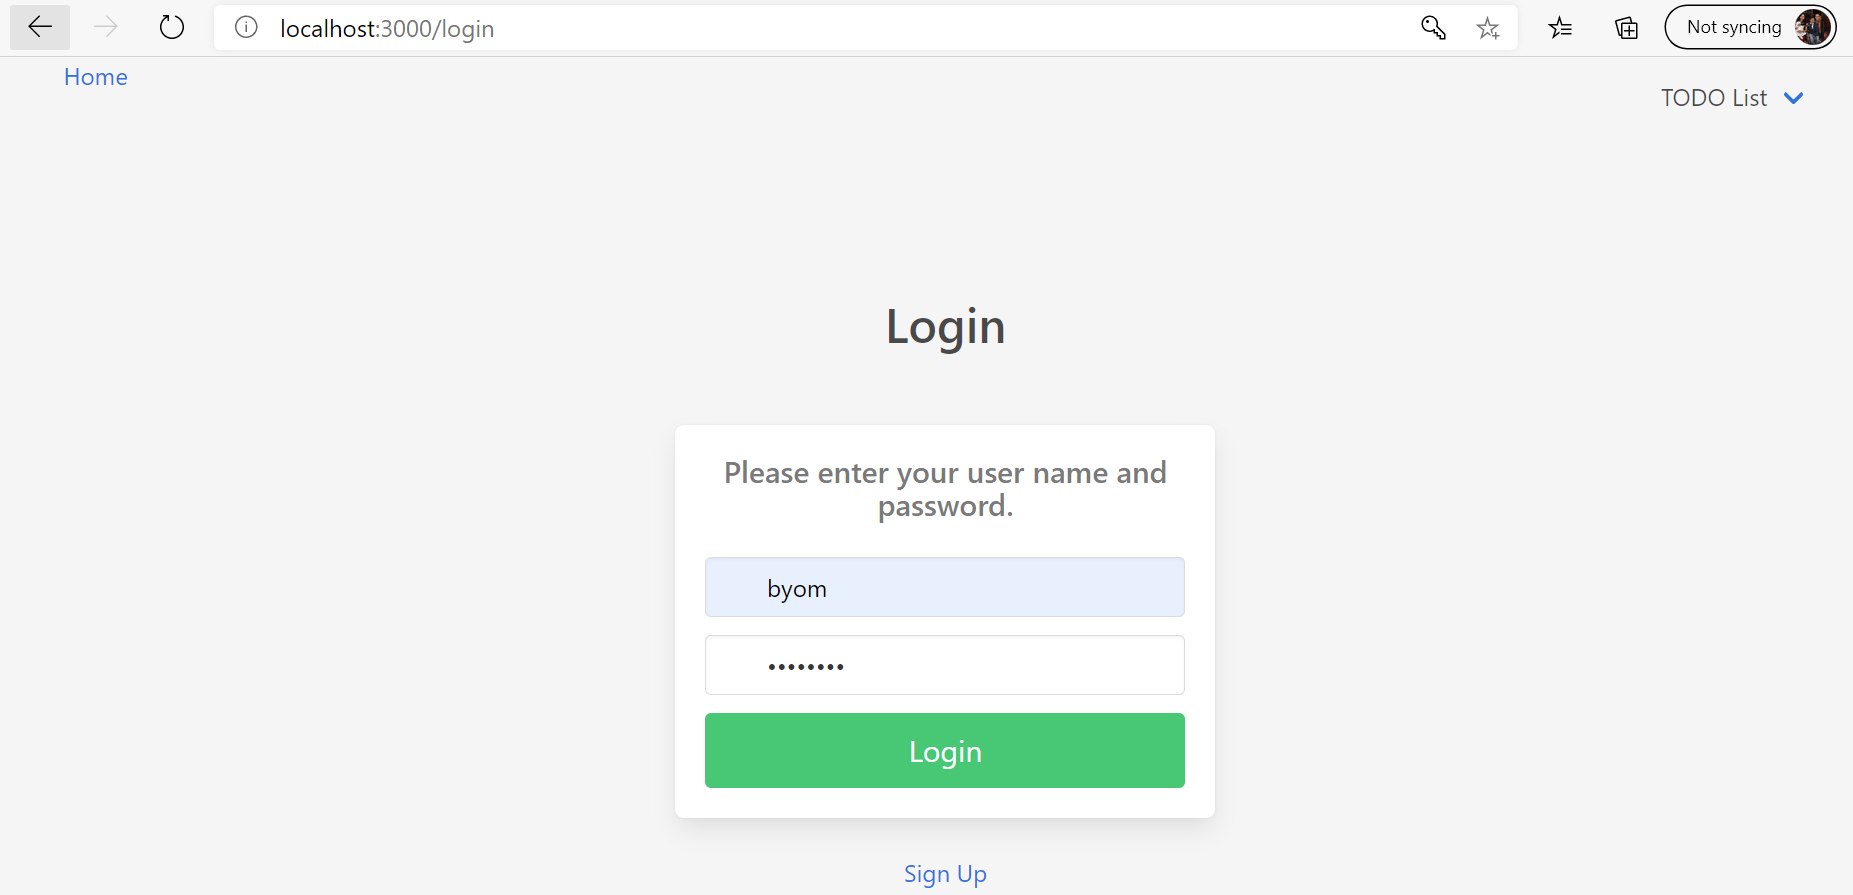 localhost:3000/login
Not syncing
Home
TODO List
Login
Please enter your user name and
password.
byom
••••••••
Login
Sign Up